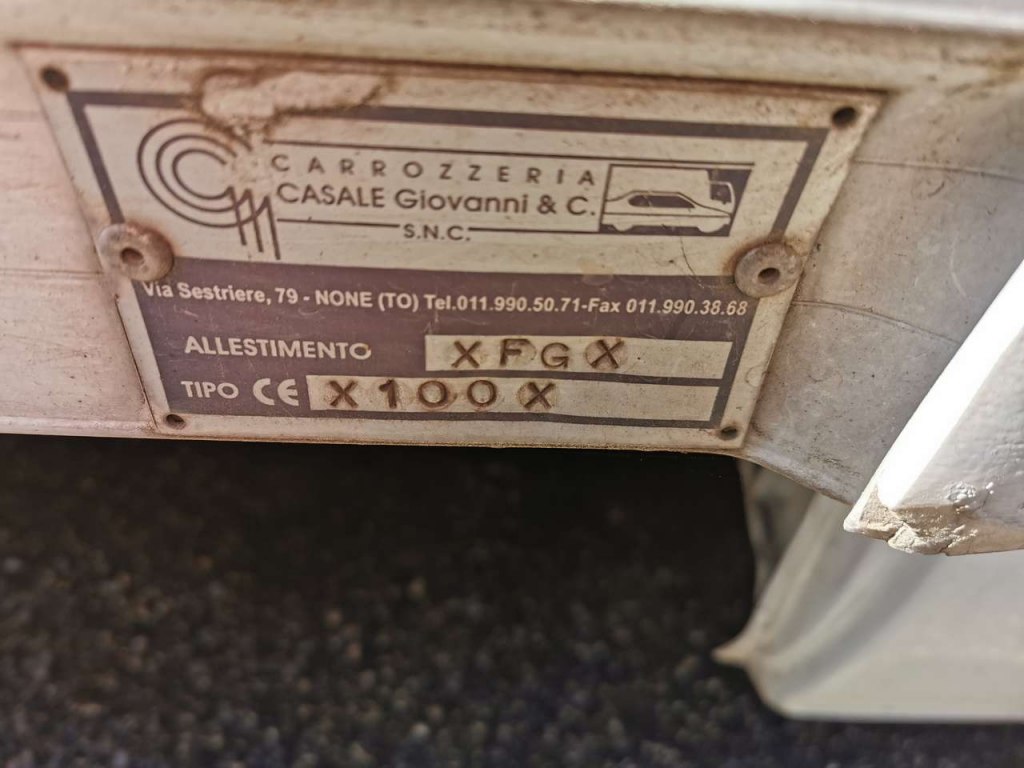 CARROZZERIA
CASALE Giovanni & C.
S.N.C.
Via Sestriere, 79 - NONE (TO) Tel.011.990.50.71-Fax 011.990.38.68
ALLESTIMENTO XFGX
TIPO CE X100X